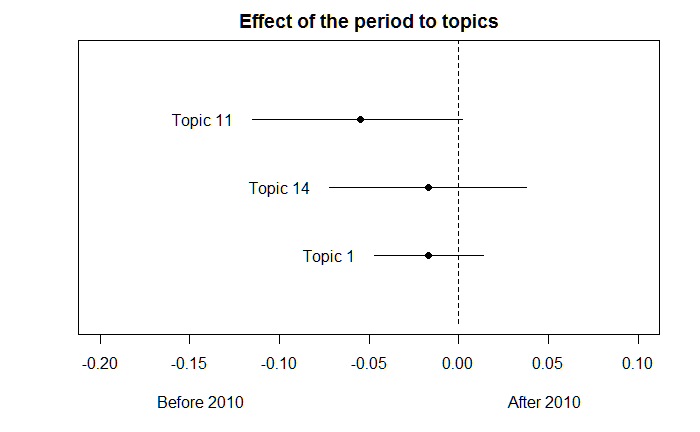 Effect of the period to topics
Topic 11
Topic 14
Topic 1
-0.20 -0.15 -0.10 -0.05 0.00 0.05 0.10
Before 2010 After 2010